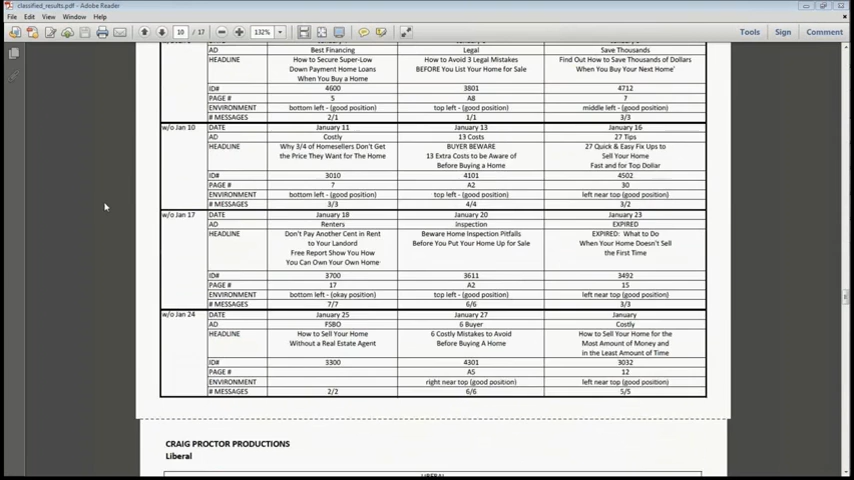 classified_results.pdf - Adobe Reader
File Edit View Window Help
10 / 17 132% Tools Sign Comment
AD Best Financing Legal Save Thousands
HEADLINE How to Secure Super-Low How to Avoid 3 Legal Mistakes Find Out How to Save Thousands of Dollars
Down Payment Home Loans BEFORE You List Your Home for Sale When You Buy Your Next Home'
When You Buy a Home
ID# 4600 3801 4712
PAGE # 5 A8 7
ENVIRONMENT bottom left - (good position) top left - (good position) middle left - (good position)
# MESSAGES 2/1 1/1 3/3
w/o Jan 10 DATE January 11 January 13 January 16
AD Costly 13 Costs 27 Tips
HEADLINE Why 3/4 of Homesellers Don't Get BUYER BEWARE 27 Quick & Easy Fix Ups to
the Price They Want for The Home 13 Extra Costs to be Aware of Sell Your Home
Before Buying a Home Fast and for Top Dollar
ID# 3010 4101 4502
PAGE # 7 A2 30
ENVIRONMENT bottom left - (good position) top left - (good position) left near top (good position)
# MESSAGES 3/3 4/4 3/2
w/o Jan 17 DATE January 18 January 20 January 23
AD Renters Inspection EXPIRED
HEADLINE Don't Pay Another Cent in Rent Beware Home Inspection Pitfalls EXPIRED: What to Do
to Your Landord Before You Put Your Home Up for Sale When Your Home Doesn't Sell
Free Report Show You How the First Time
You Can Own Your Own Home
ID# 3700 3611 3492
PAGE # 17 A2 15
ENVIRONMENT bottom left - (okay position) top left - (good position) left near top (good position)
# MESSAGES 7/7 6/6 3/3
w/o Jan 24 DATE January 25 January 27 January
AD FSBO 6 Buyer Costly
HEADLINE How to Sell Your Home 6 Costly Mistakes to Avoid How to Sell Your Home for the
Without a Real Estate Agent Before Buying A Home Most Amount of Money and
in the Least Amount of Time
ID# 3300 4301 3032
PAGE # A5 12
ENVIRONMENT right near top (good position) left near top (good position)
# MESSAGES 2/2 6/6 5/5
CRAIG PROCTOR PRODUCTIONS
Liberal